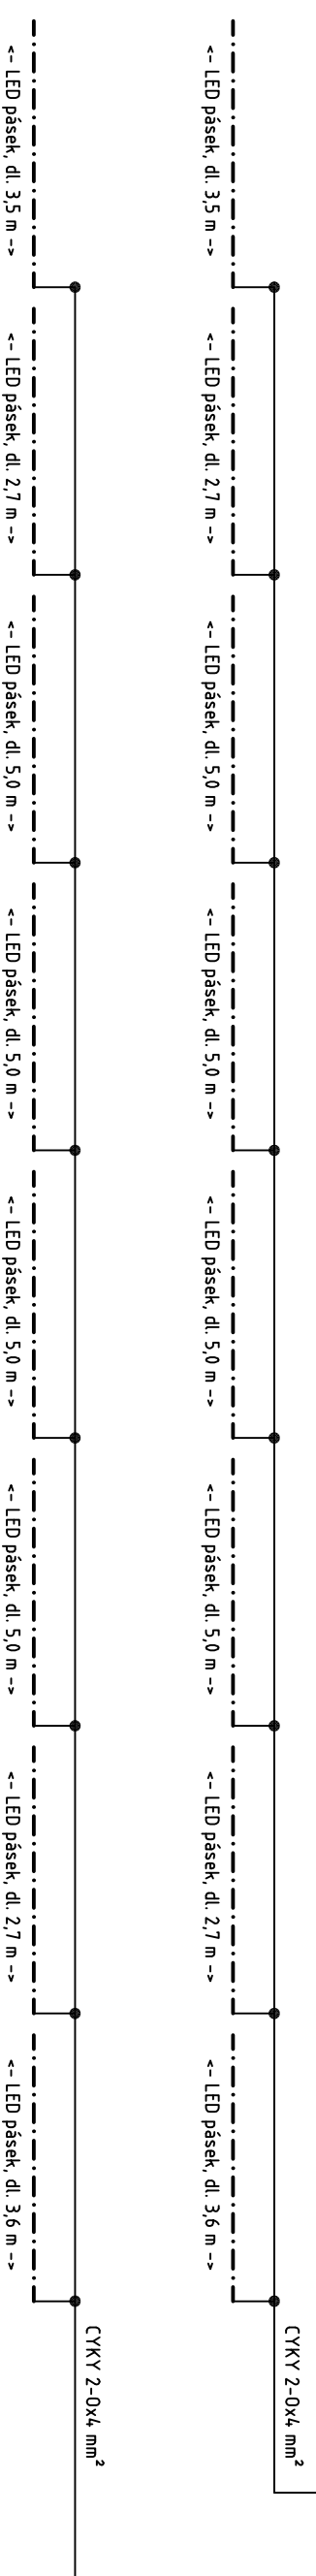 <- LED pásek, dl. 3,5 m ->
<- LED pásek, dl. 2,7 m ->
<- LED pásek, dl. 5,0 m ->
<- LED pásek, dl. 5,0 m ->
<- LED pásek, dl. 5,0 m ->
<- LED pásek, dl. 5,0 m ->
<- LED pásek, dl. 2,7 m ->
<- LED pásek, dl. 3,6 m ->
CYKY 2-0x4 mm²
<- LED pásek, dl. 3,5 m ->
<- LED pásek, dl. 2,7 m ->
<- LED pásek, dl. 5,0 m ->
<- LED pásek, dl. 5,0 m ->
<- LED pásek, dl. 5,0 m ->
<- LED pásek, dl. 5,0 m ->
<- LED pásek, dl. 2,7 m ->
<- LED pásek, dl. 3,6 m ->
CYKY 2-0x4 mm²